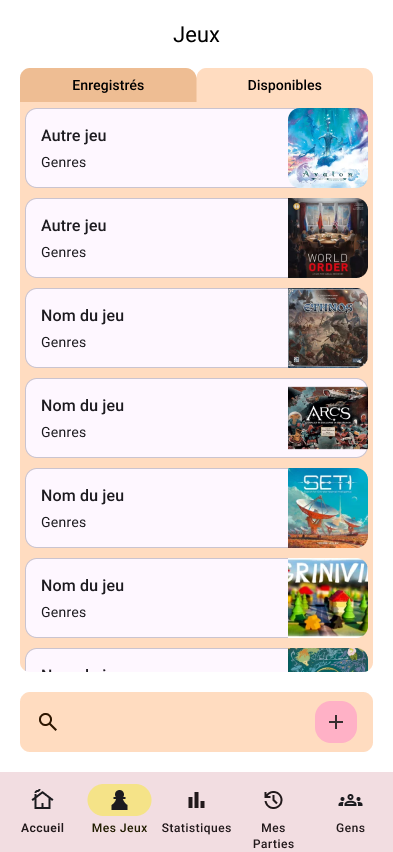 Jeux
Enregistrés
Disponibles
Autre jeu
Genres
Avalon
Autre jeu
Genres
WORLD
ORDER
Nom du jeu
Genres
ETHNOS
Nom du jeu
Genres
ARCS
Nom du jeu
Genres
SETI
Nom du jeu
Genres
Accueil
Mes Jeux
Statistiques
Mes
Parties
Gens